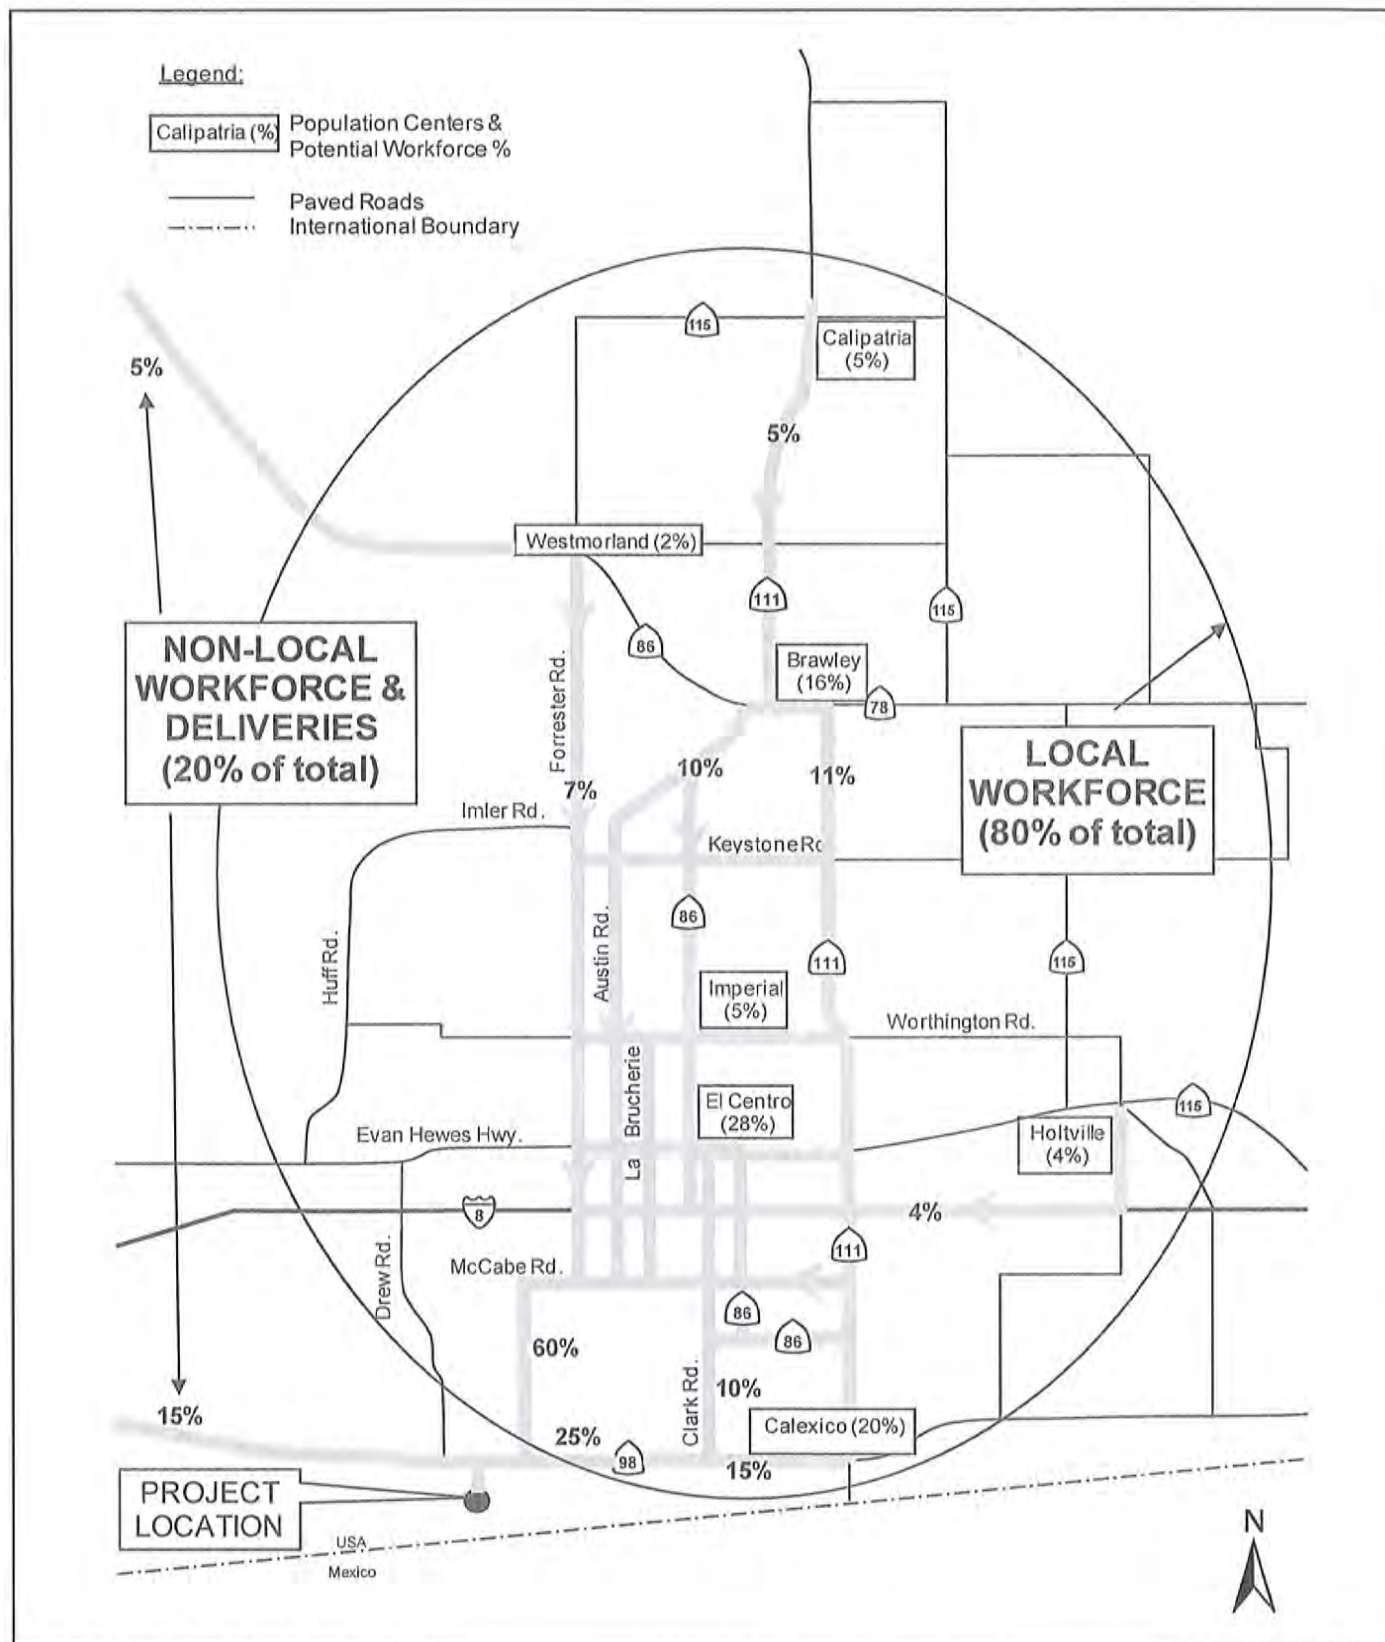 Legend:
Calipatria (%)
Population Centers &
Potential Workforce %
Paved Roads
International Boundary
115
Calipatria
(5%)
5%
5%
Westmorland (2%)
111
115
86
NON-LOCAL
WORKFORCE &
DELIVERIES
(20% of total)
Forrester Rd.
Brawley
(16%)
78
LOCAL
WORKFORCE
(80% of total)
10%
11%
7%
Imler Rd.
Keystone Rd
86
Austin Rd.
Huff Rd.
111
115
Imperial
(5%)
Worthington Rd.
La Brucherie
El Centro
(28%)
115
Evan Hewes Hwy.
Holtville
(4%)
8
4%
Drew Rd.
McCabe Rd.
111
86
86
60%
Clark Rd.
10%
15%
25%
Calexico (20%)
98
15%
PROJECT
LOCATION
USA
Mexico
N